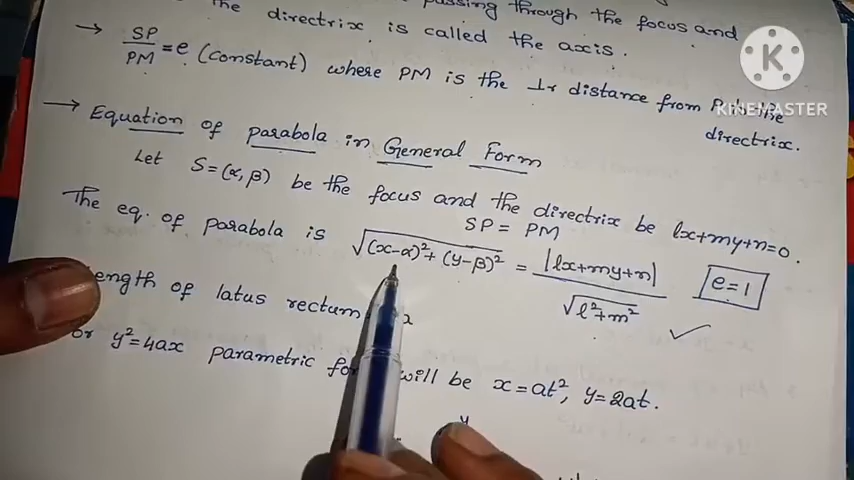 the directrix is called the axis.
passing through the focus and
→ SP/PM = e (constant) where PM is the ⊥r distance from P to the directrix.
→ Equation of parabola in General Form
Let S=(α,β) be the focus and the directrix be lx+my+n=0.
SP = PM
The eq. of parabola is √((x-α)²+(y-β)²) = |lx+my+n|/√(l²+m²) e=1 ✓
length of latus rectum
y²=4ax parametric will be x=at², y=2at.
y
K
KINEMASTER